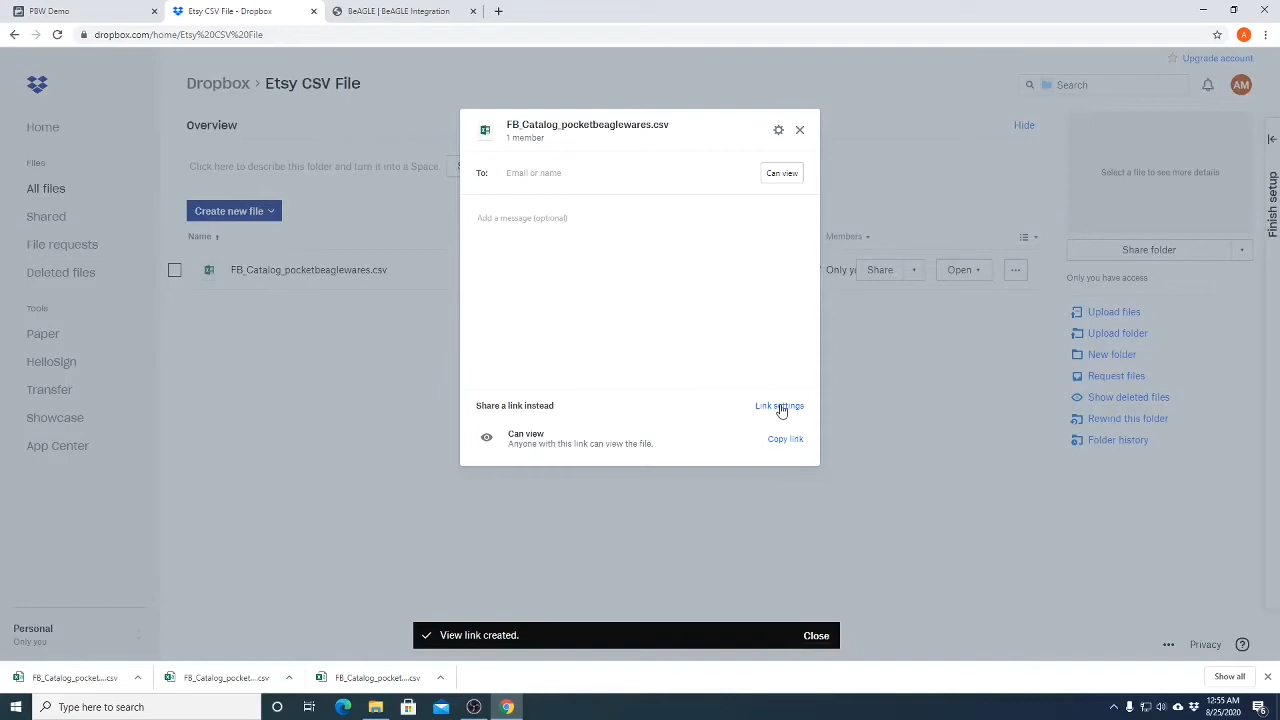 PBW Demo
Etsy CSV File - Dropbox
BeAGLE | BeAGLE Integration
dropbox.com/home/Etsy%20CSV%20File
A
Upgrade account
Dropbox › Etsy CSV File
Search
AM
Home
Overview
Hide
Files
Click here to describe this folder and turn it into a Space
All files
Create new file
Shared
Name ↑
Members
File requests
FB_Catalog_pocketbeaglewares.csv
Only yo
Share
Open
...
Deleted files
Tools
Paper
HelloSign
Transfer
Showcase
App Center
FB_Catalog_pocketbeaglewares.csv
1 member
To:
Email or name
Can view
Add a message (optional)
Share a link instead
Link settings
Can view
Anyone with this link can view the file.
Copy link
Select a file to see more details
Finish setup
Share folder
Only you have access
Upload files
Upload folder
New folder
Request files
Show deleted files
Rewind this folder
Folder history
Personal
Only you
View link created.
Close
Privacy
FB_Catalog_pocket....csv
FB_Catalog_pocket....csv
FB_Catalog_pocket....csv
Show all
Type here to search
12:55 AM
8/25/2020
6